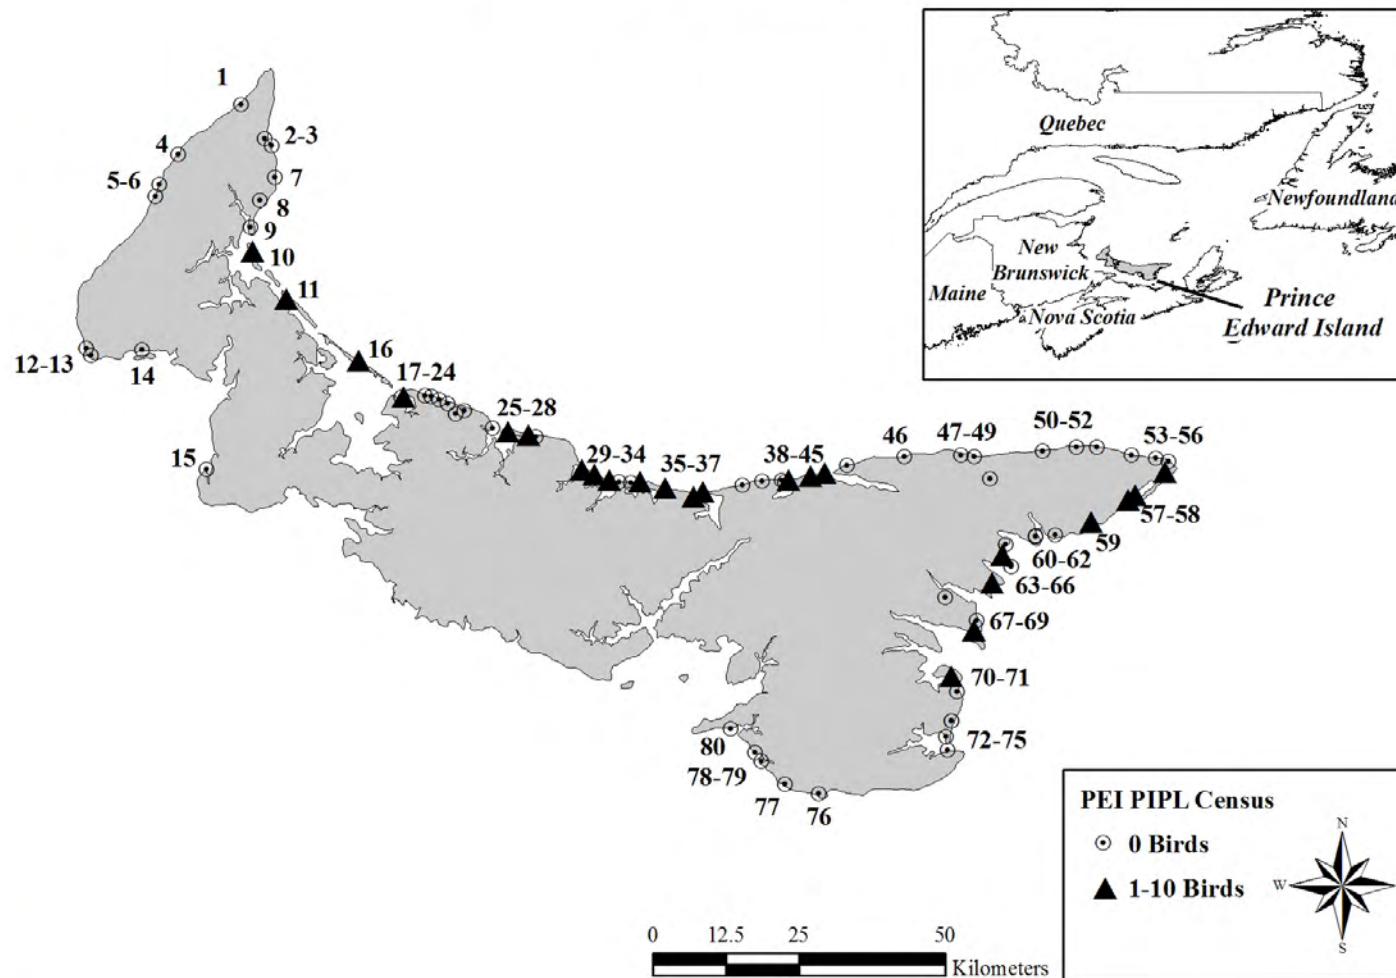 1
2-3
4
5-6
7
8
9
10
11
12-13
14
15
16
17-24
25-28
29-34
35-37
38-45
46
47-49
50-52
53-56
57-58
59
60-62
63-66
67-69
70-71
72-75
76
77
78-79
80
Quebec
Newfoundland
New
Brunswick
Maine
Nova Scotia
Prince
Edward Island
PEI PIPL Census
0 Birds
1-10 Birds
N
W
E
S
0 12.5 25 50
Kilometers